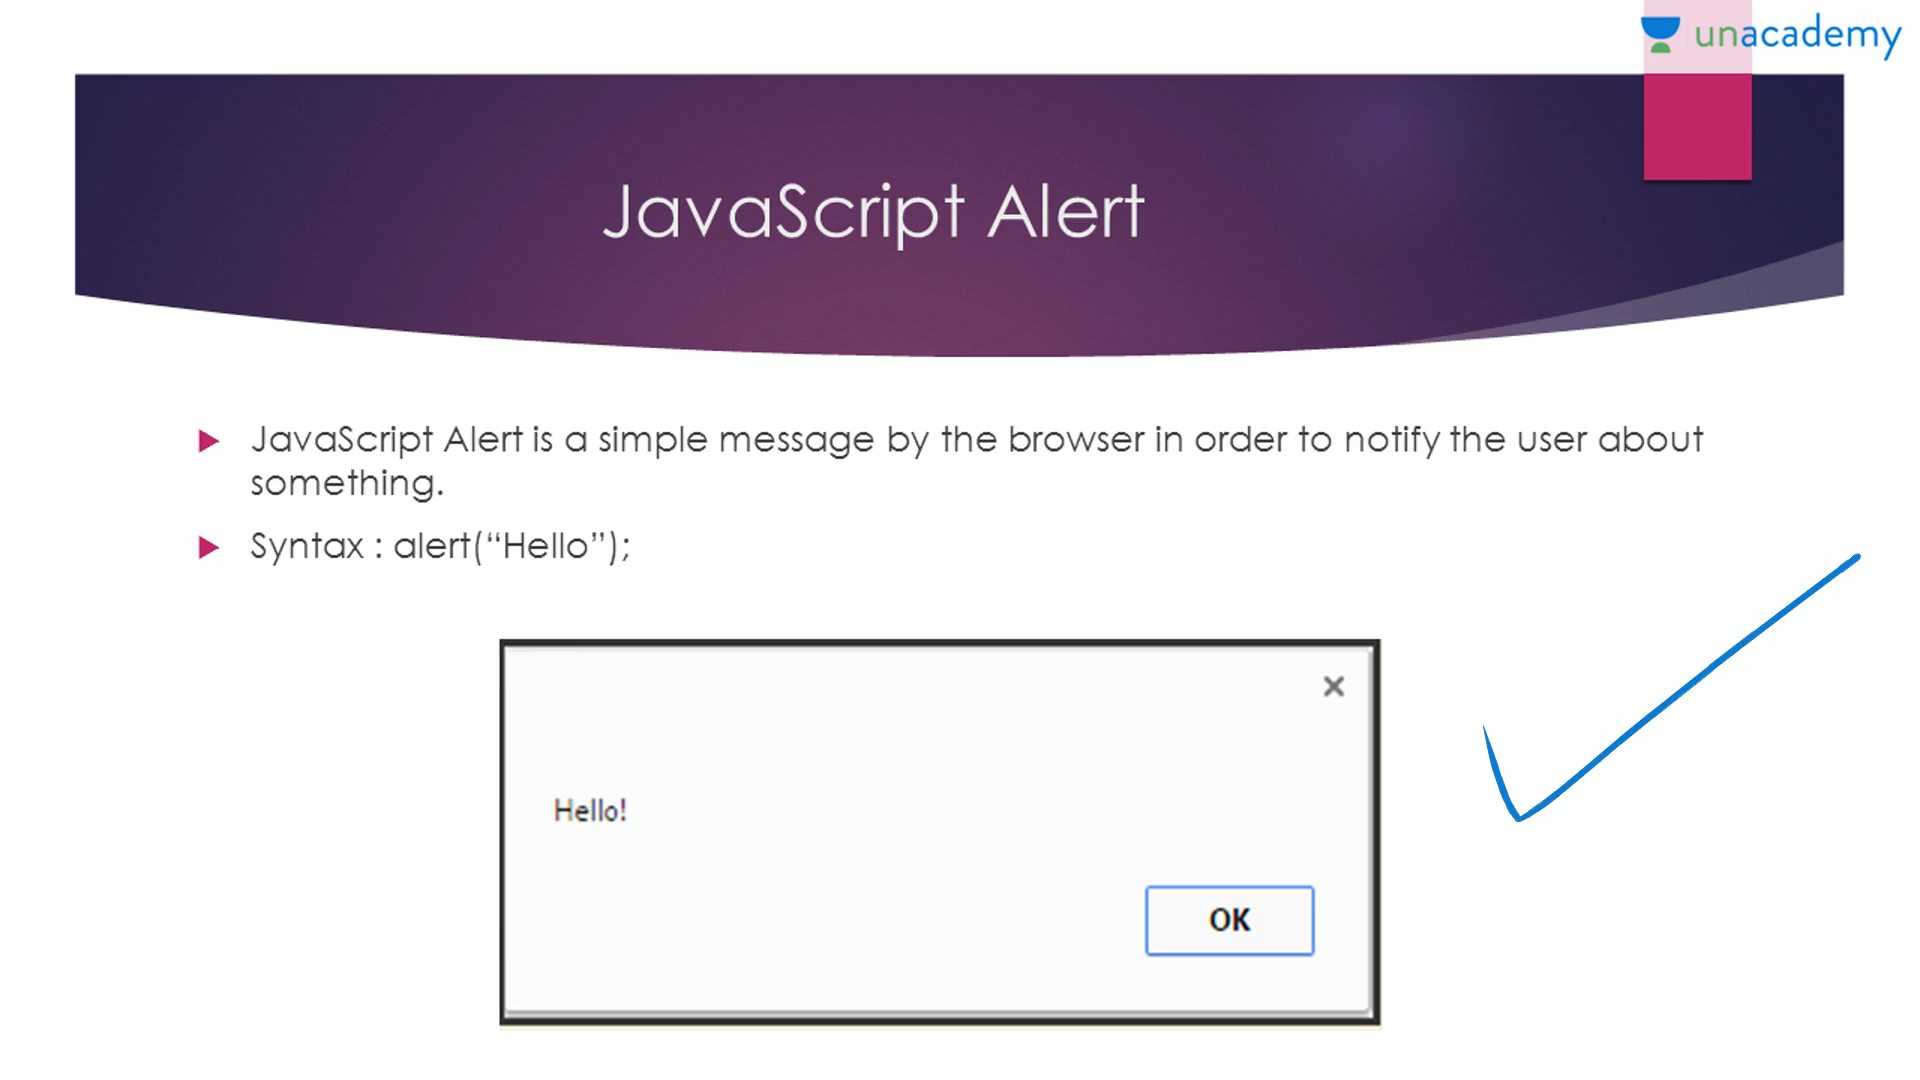 unacademy
JavaScript Alert
JavaScript Alert is a simple message by the browser in order to notify the user about
something.
Syntax : alert(“Hello”);
Hello!
OK